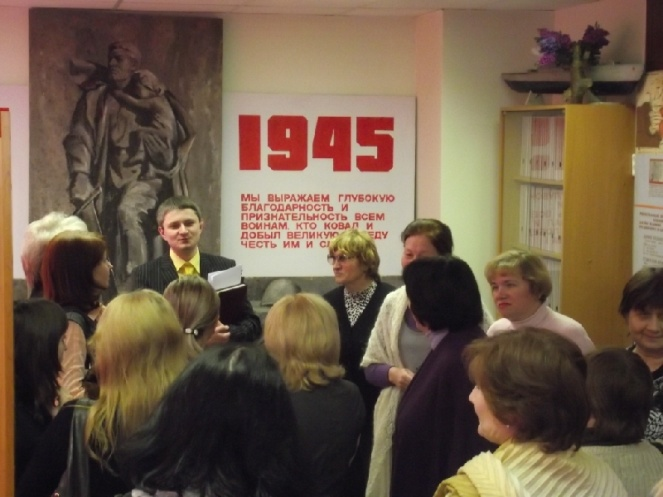 1945
МЫ ВЫРАЖАЕМ ГЛУБОКУЮ
БЛАГОДАРНОСТЬ И
ПРИЗНАТЕЛЬНОСТЬ ВСЕМ
ВОИНАМ, КТО КОВАЛ И
ДОБЫЛ ВЕЛИКУЮ
ЧЕСТЬ ИМ И